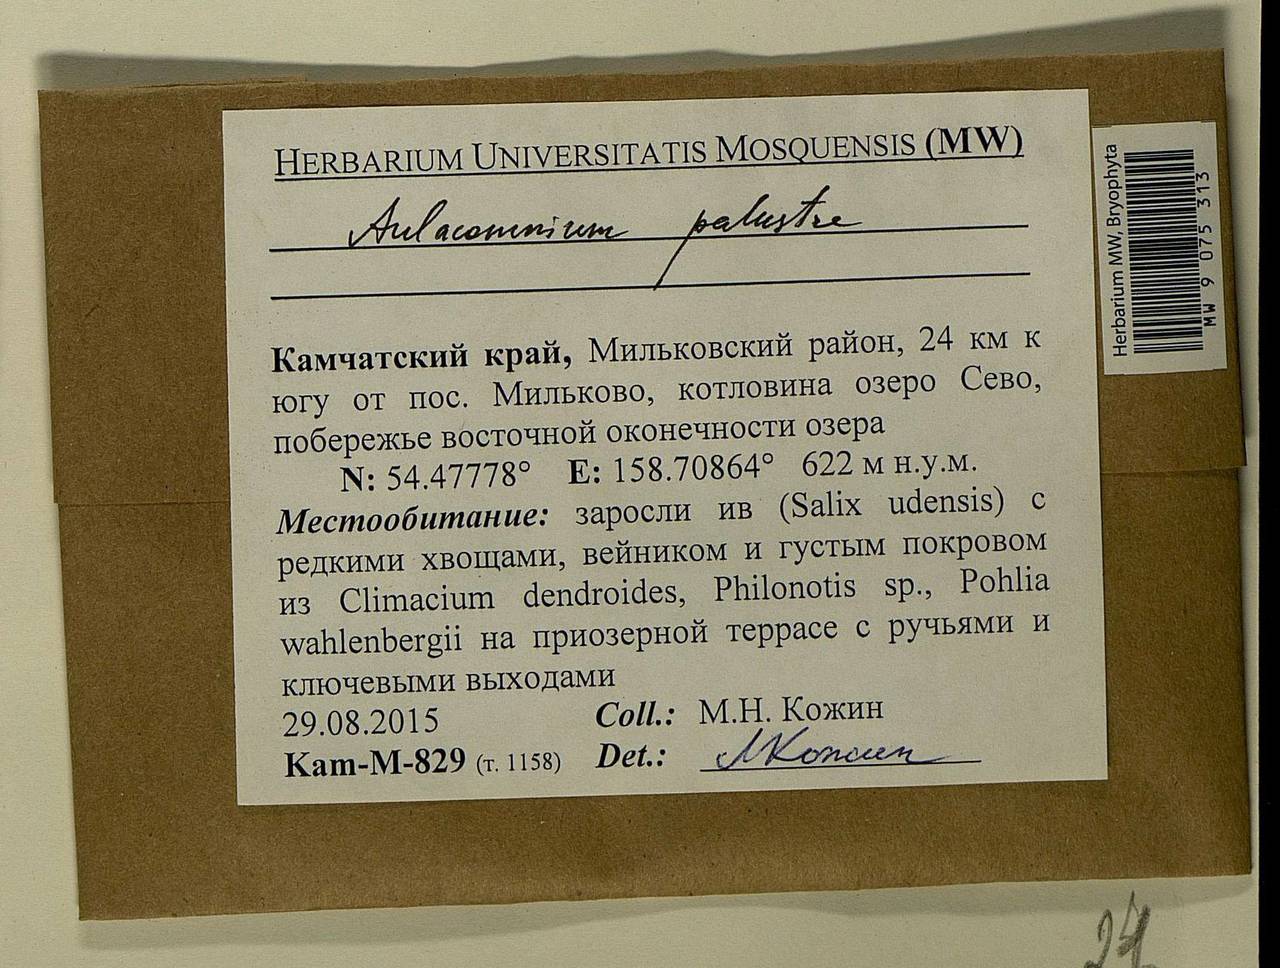 HERBARIUM UNIVERSITATIS MOSQUENSIS (MW)
Aulacomnium palustre
Камчатский край, Мильковский район, 24 км к
югу от пос. Мильково, котловина озеро Сево,
побережье восточной оконечности озера
N: 54.47778° E: 158.70864° 622 м н.у.м.
Местообитание: заросли ив (Salix udensis) с
редкими хвощами, вейником и густым покровом
из Climacium dendroides, Philonotis sp., Pohlia
wahlenbergii на приозерной террасе с ручьями и
ключевыми выходами
29.08.2015 Coll.: М.Н. Кожин
Kam-M-829 (т. 1158) Det.: МКожин
Herbarium MW, Bryophyta
MW 9 075 313